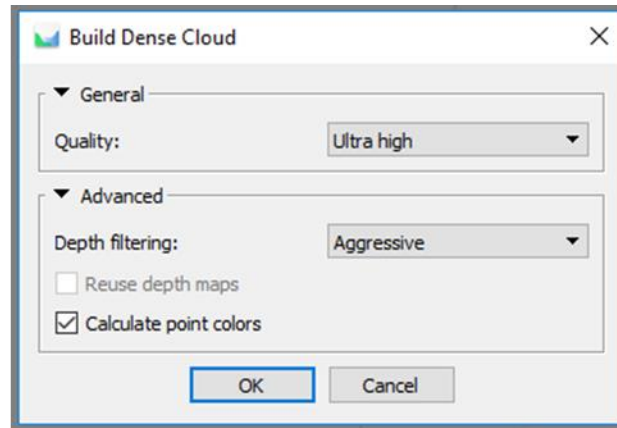 Build Dense Cloud
General
Quality: Ultra high
Advanced
Depth filtering: Aggressive
Reuse depth maps
Calculate point colors
OK Cancel